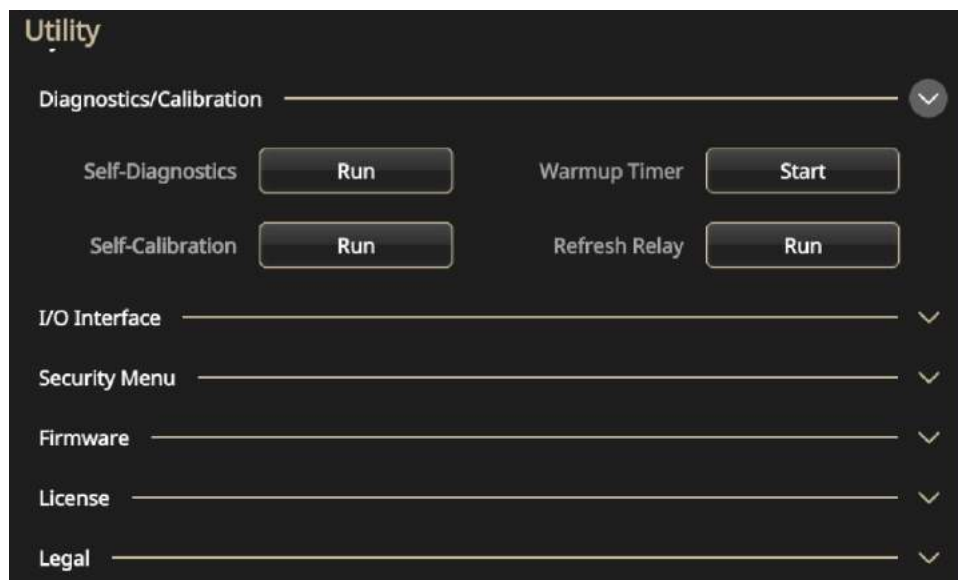 Utility
Diagnostics/Calibration
Self-Diagnostics Run Warmup Timer Start
Self-Calibration Run Refresh Relay Run
I/O Interface
Security Menu
Firmware
License
Legal